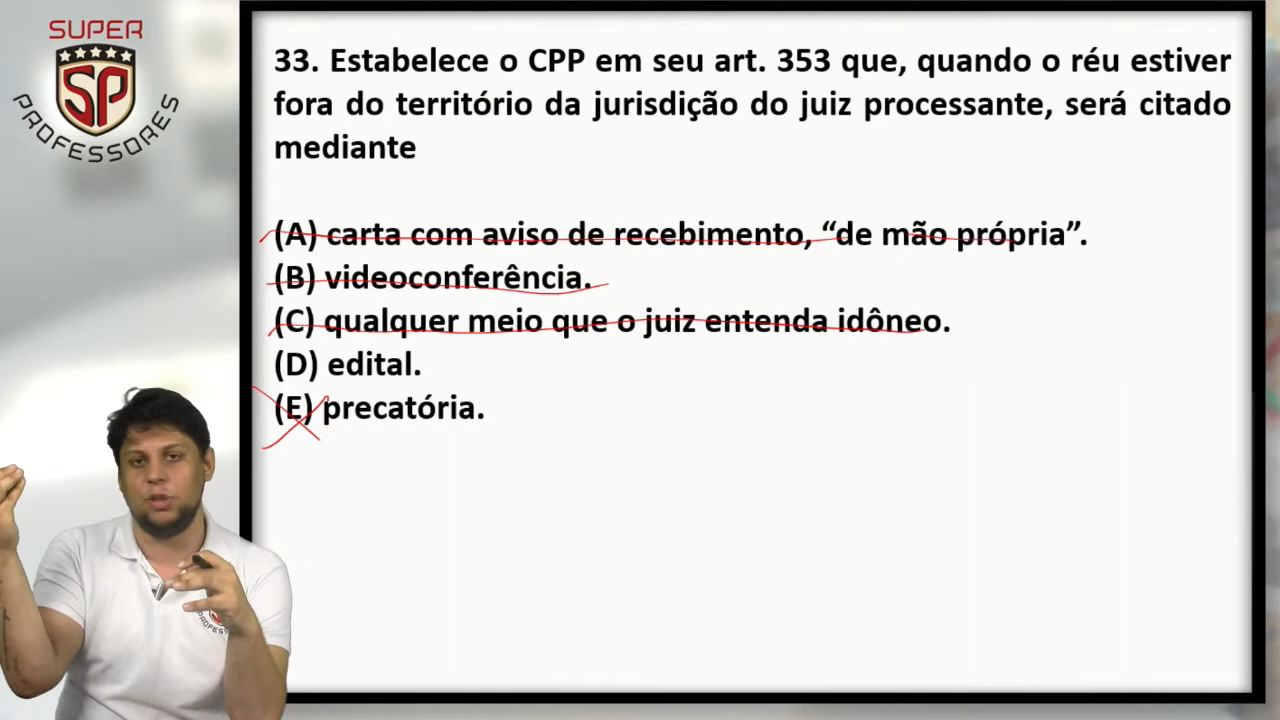 SUPER
SP
PROFESSORES
33. Estabelece o CPP em seu art. 353 que, quando o réu estiver
fora do território da jurisdição do juiz processante, será citado
mediante
(A) carta com aviso de recebimento, “de mão própria”.
(B) videoconferência.
(C) qualquer meio que o juiz entenda idôneo.
(D) edital.
(E) precatória.